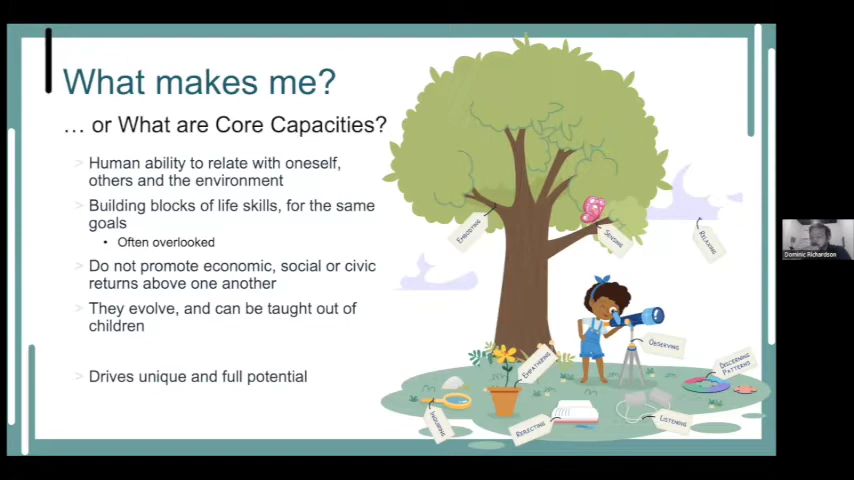 What makes me?
… or What are Core Capacities?
> Human ability to relate with oneself,
others and the environment
> Building blocks of life skills, for the same
goals
• Often overlooked
> Do not promote economic, social or civic
returns above one another
> They evolve, and can be taught out of
children
> Drives unique and full potential
EMBODYING
SENSING
RELAXING
OBSERVING
EMPATHISING
DISCERNING
PATTERNS
INQUIRING
REFLECTING
LISTENING
Dominic Richardson